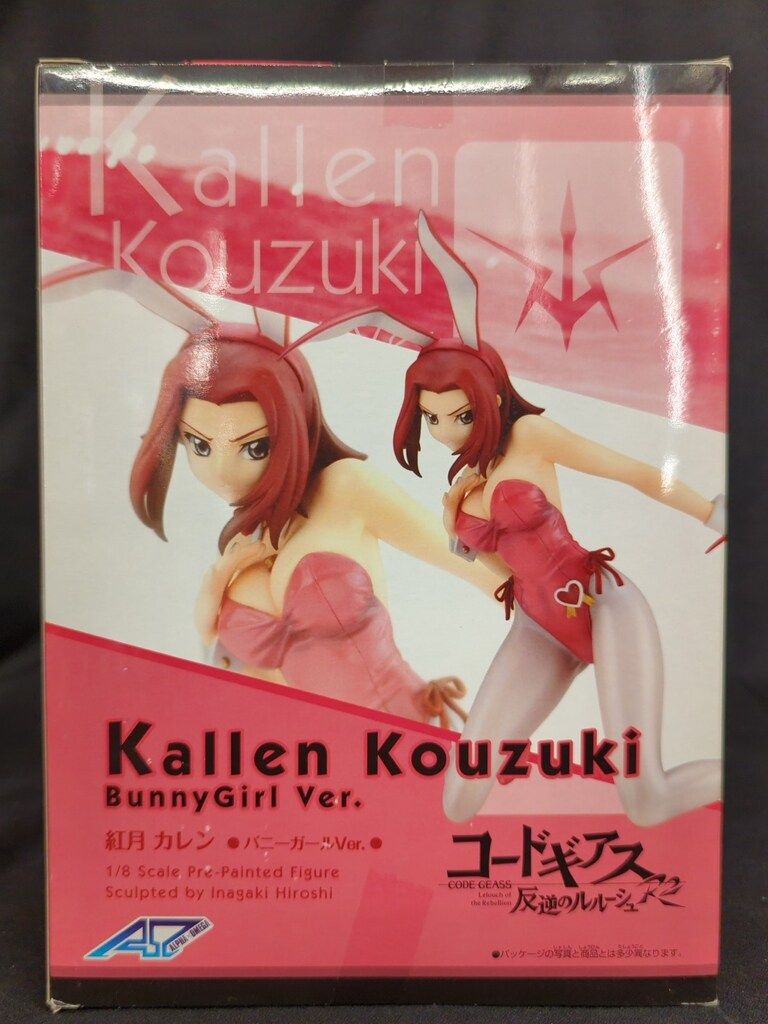 Kallen
Kouzuki
Kallen Kouzuki
BunnyGirl Ver.
紅月 カレン ●バニーガールVer.●
1/8 Scale Pre-Painted Figure
Sculpted by Inagaki Hiroshi
コードギアス
CODE GEASS
Lelouch of
the Rebellion
反逆のルルーシュ R2
ALPHA×OMEGA
●パッケージの写真と商品とは多少異なります。